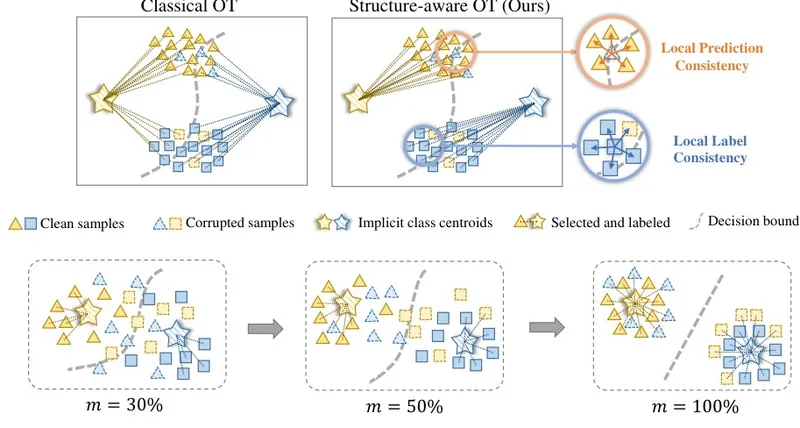 Classical OT
Structure-aware OT (Ours)
Local Prediction
Consistency
Local Label
Consistency
Clean samples
Corrupted samples
Implicit class centroids
Selected and labeled
Decision bound
m = 30%
m = 50%
m = 100%